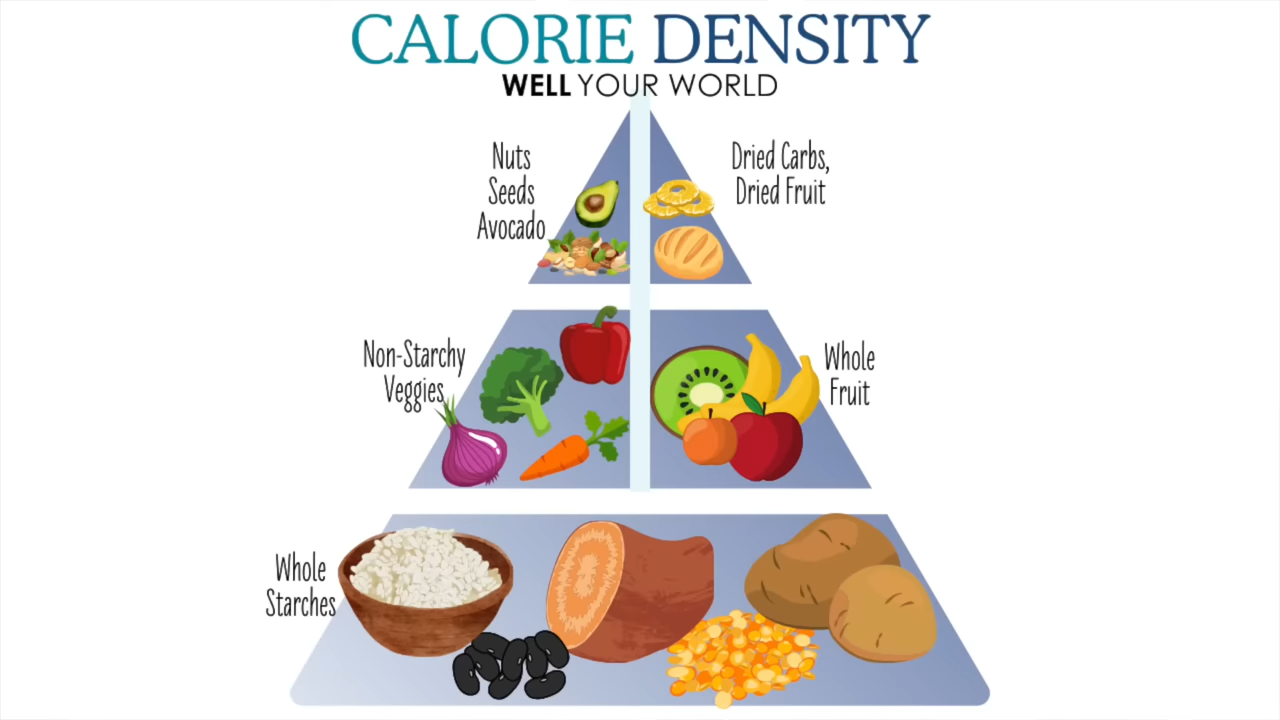 CALORIE DENSITY
WELL YOUR WORLD
Nuts
Seeds
Avocado
Dried Carbs,
Dried Fruit
Non-Starchy
Veggies
Whole
Fruit
Whole
Starches